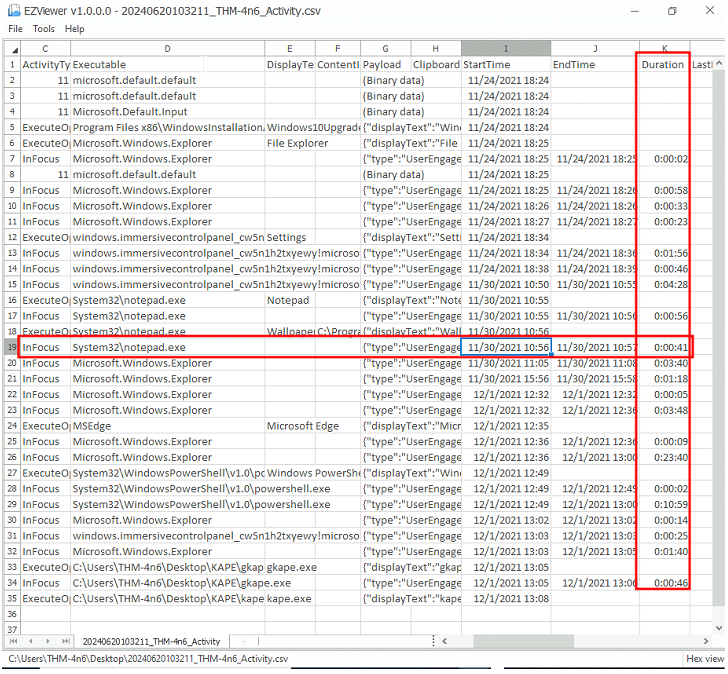 EZViewer v1.0.0.0 - 20240620103211_THM-4n6_Activity.csv
File Tools Help
C D E F G H I J K
1 ActivityTy Executable DisplayTe ContentI Payload Clipboard StartTime EndTime Duration Last
2 11 microsoft.default.default (Binary data) 11/24/2021 18:24
3 11 microsoft.default.default (Binary data) 11/24/2021 18:24
4 11 Microsoft.Default.Input (Binary data) 11/24/2021 18:24
5 ExecuteOp Program Files x86\WindowsInstallation Windows10Upgrade {"displayText":"Wind 11/24/2021 18:24
6 ExecuteOp Microsoft.Windows.Explorer File Explorer {"displayText":"File 11/24/2021 18:25
7 InFocus Microsoft.Windows.Explorer {"type":"UserEngage 11/24/2021 18:25 11/24/2021 18:25 0:00:02
8 11 microsoft.default.default (Binary data) 11/24/2021 18:25
9 InFocus Microsoft.Windows.Explorer {"type":"UserEngage 11/24/2021 18:25 11/24/2021 18:26 0:00:58
10 InFocus Microsoft.Windows.Explorer {"type":"UserEngage 11/24/2021 18:26 11/24/2021 18:26 0:00:33
11 InFocus Microsoft.Windows.Explorer {"type":"UserEngage 11/24/2021 18:27 11/24/2021 18:27 0:00:23
12 ExecuteOp windows.immersivecontrolpanel_cw5n Settings {"displayText":"Setti 11/24/2021 18:34
13 InFocus windows.immersivecontrolpanel_cw5n1h2txyewy!microso {"type":"UserEngage 11/24/2021 18:34 11/24/2021 18:36 0:01:56
14 InFocus windows.immersivecontrolpanel_cw5n1h2txyewy!microso {"type":"UserEngage 11/24/2021 18:38 11/24/2021 18:39 0:00:46
15 InFocus windows.immersivecontrolpanel_cw5n1h2txyewy!microso {"type":"UserEngage 11/30/2021 10:50 11/30/2021 10:55 0:04:28
16 ExecuteOp System32\notepad.exe Notepad {"displayText":"Note 11/30/2021 10:55
17 InFocus System32\notepad.exe {"type":"UserEngage 11/30/2021 10:55 11/30/2021 10:56 0:00:56
18 ExecuteOp System32\notepad.exe Wallpaper C:\Progra {"displayText":"Wall 11/30/2021 10:56
19 InFocus System32\notepad.exe {"type":"UserEngage 11/30/2021 10:56 11/30/2021 10:57 0:00:41
20 InFocus Microsoft.Windows.Explorer {"type":"UserEngage 11/30/2021 11:05 11/30/2021 11:08 0:03:40
21 InFocus Microsoft.Windows.Explorer {"type":"UserEngage 11/30/2021 15:56 11/30/2021 15:58 0:01:18
22 InFocus Microsoft.Windows.Explorer {"type":"UserEngage 12/1/2021 12:32 12/1/2021 12:32 0:00:05
23 InFocus Microsoft.Windows.Explorer {"type":"UserEngage 12/1/2021 12:32 12/1/2021 12:36 0:03:48
24 ExecuteOp MSEdge Microsoft Edge {"displayText":"Micr 12/1/2021 12:35
25 InFocus Microsoft.Windows.Explorer {"type":"UserEngage 12/1/2021 12:36 12/1/2021 12:36 0:00:09
26 InFocus Microsoft.Windows.Explorer {"type":"UserEngage 12/1/2021 12:36 12/1/2021 13:00 0:23:40
27 ExecuteOp System32\WindowsPowerShell\v1.0\po Windows PowerShe {"displayText":"Wind 12/1/2021 12:49
28 InFocus System32\WindowsPowerShell\v1.0\powershell.exe {"type":"UserEngage 12/1/2021 12:49 12/1/2021 12:49 0:00:02
29 InFocus System32\WindowsPowerShell\v1.0\powershell.exe {"type":"UserEngage 12/1/2021 12:49 12/1/2021 13:00 0:10:59
30 InFocus Microsoft.Windows.Explorer {"type":"UserEngage 12/1/2021 13:02 12/1/2021 13:02 0:00:14
31 InFocus windows.immersivecontrolpanel_cw5n1h2txyewy!microso {"type":"UserEngage 12/1/2021 13:03 12/1/2021 13:03 0:00:25
32 InFocus Microsoft.Windows.Explorer {"type":"UserEngage 12/1/2021 13:03 12/1/2021 13:05 0:01:40
33 ExecuteOp C:\Users\THM-4n6\Desktop\KAPE\gkap gkape.exe {"displayText":"gkap 12/1/2021 13:05
34 InFocus C:\Users\THM-4n6\Desktop\KAPE\gkape.exe {"type":"UserEngage 12/1/2021 13:05 12/1/2021 13:06 0:00:46
35 ExecuteOp C:\Users\THM-4n6\Desktop\KAPE\kape kape.exe {"displayText":"kape 12/1/2021 13:08
36
37
20240620103211_THM-4n6_Activity
C:\Users\THM-4n6\Desktop\20240620103211_THM-4n6_Activity.csv Hex view